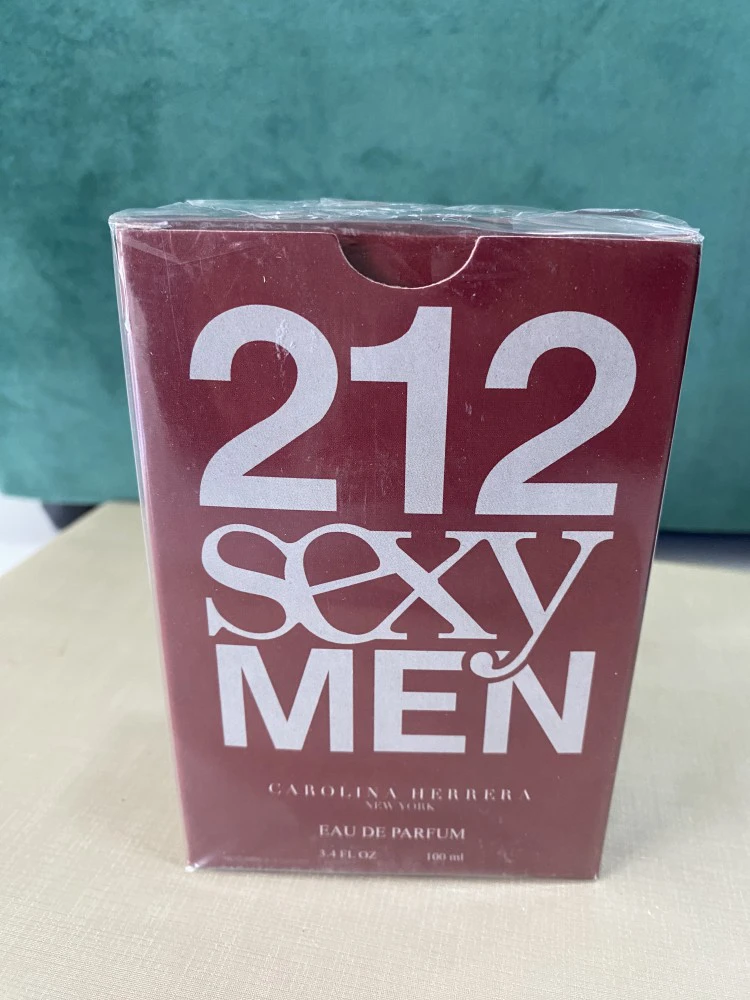 212
sexy
MEN
CAROLINA HERRERA
NEW YORK
EAU DE PARFUM
3.4 FL OZ 100 ml